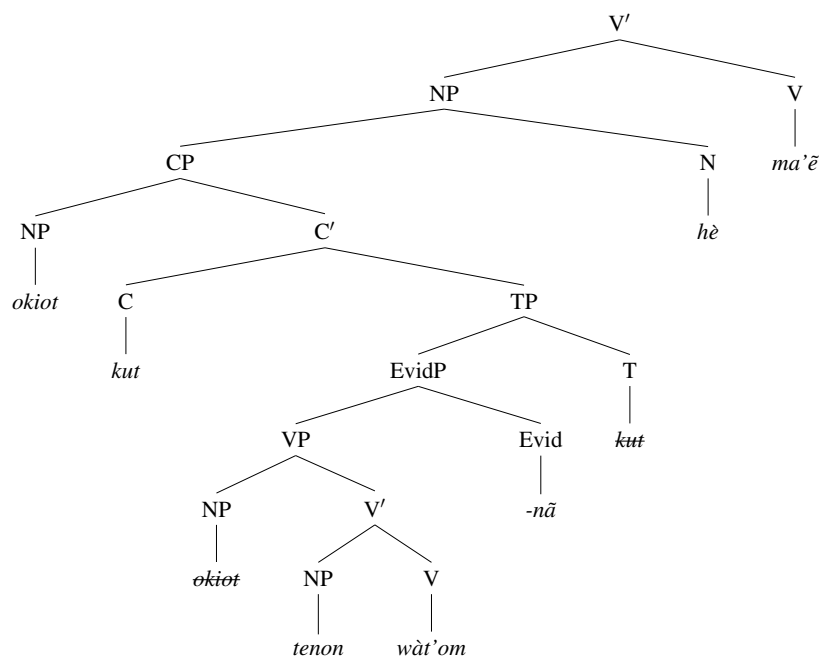 V′
NP V
CP N ma’ẽ
NP C′ hè
okiot C TP
kut EvidP T
VP Evid kut
NP V′ -nã
okiot NP V
tenon wàt’om